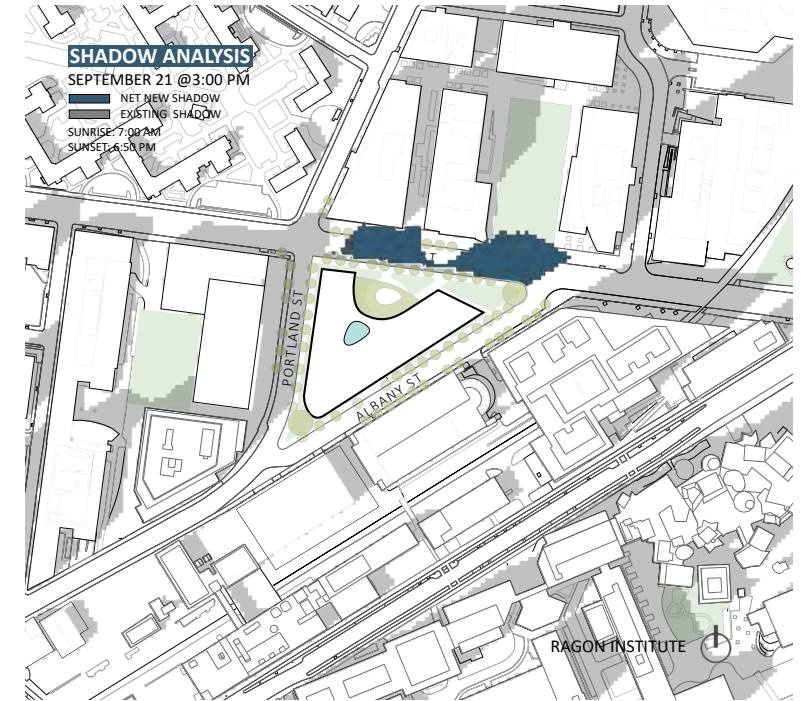 SHADOW ANALYSIS
SEPTEMBER 21 @3:00 PM
NET NEW SHADOW
EXISTING SHADOW
SUNRISE: 7:00 AM
SUNSET: 6:50 PM
PORTLAND ST
ALBANY ST
RAGON INSTITUTE